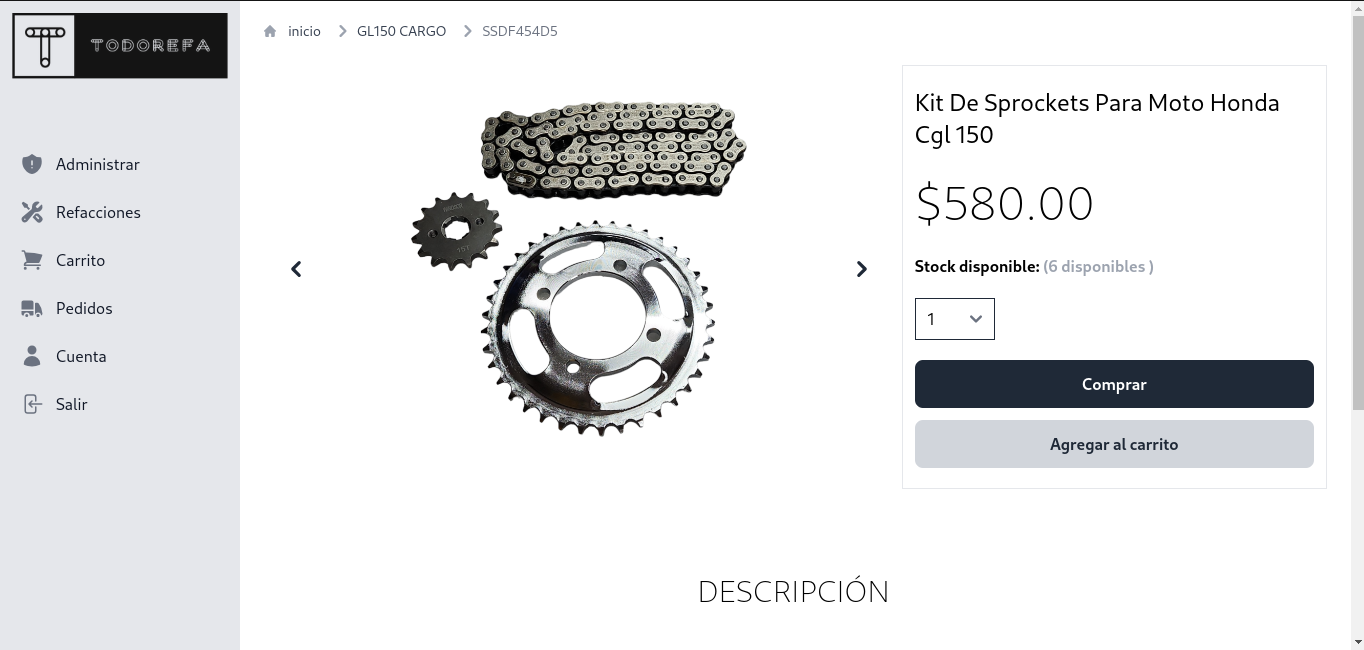 TODOREFA
inicio
GL150 CARGO
SSDF454D5
Administrar
Refacciones
Carrito
Pedidos
Cuenta
Salir
15T
Kit De Sprockets Para Moto Honda
Cgl 150
$580.00
Stock disponible: (6 disponibles )
1
Comprar
Agregar al carrito
DESCRIPCIÓN